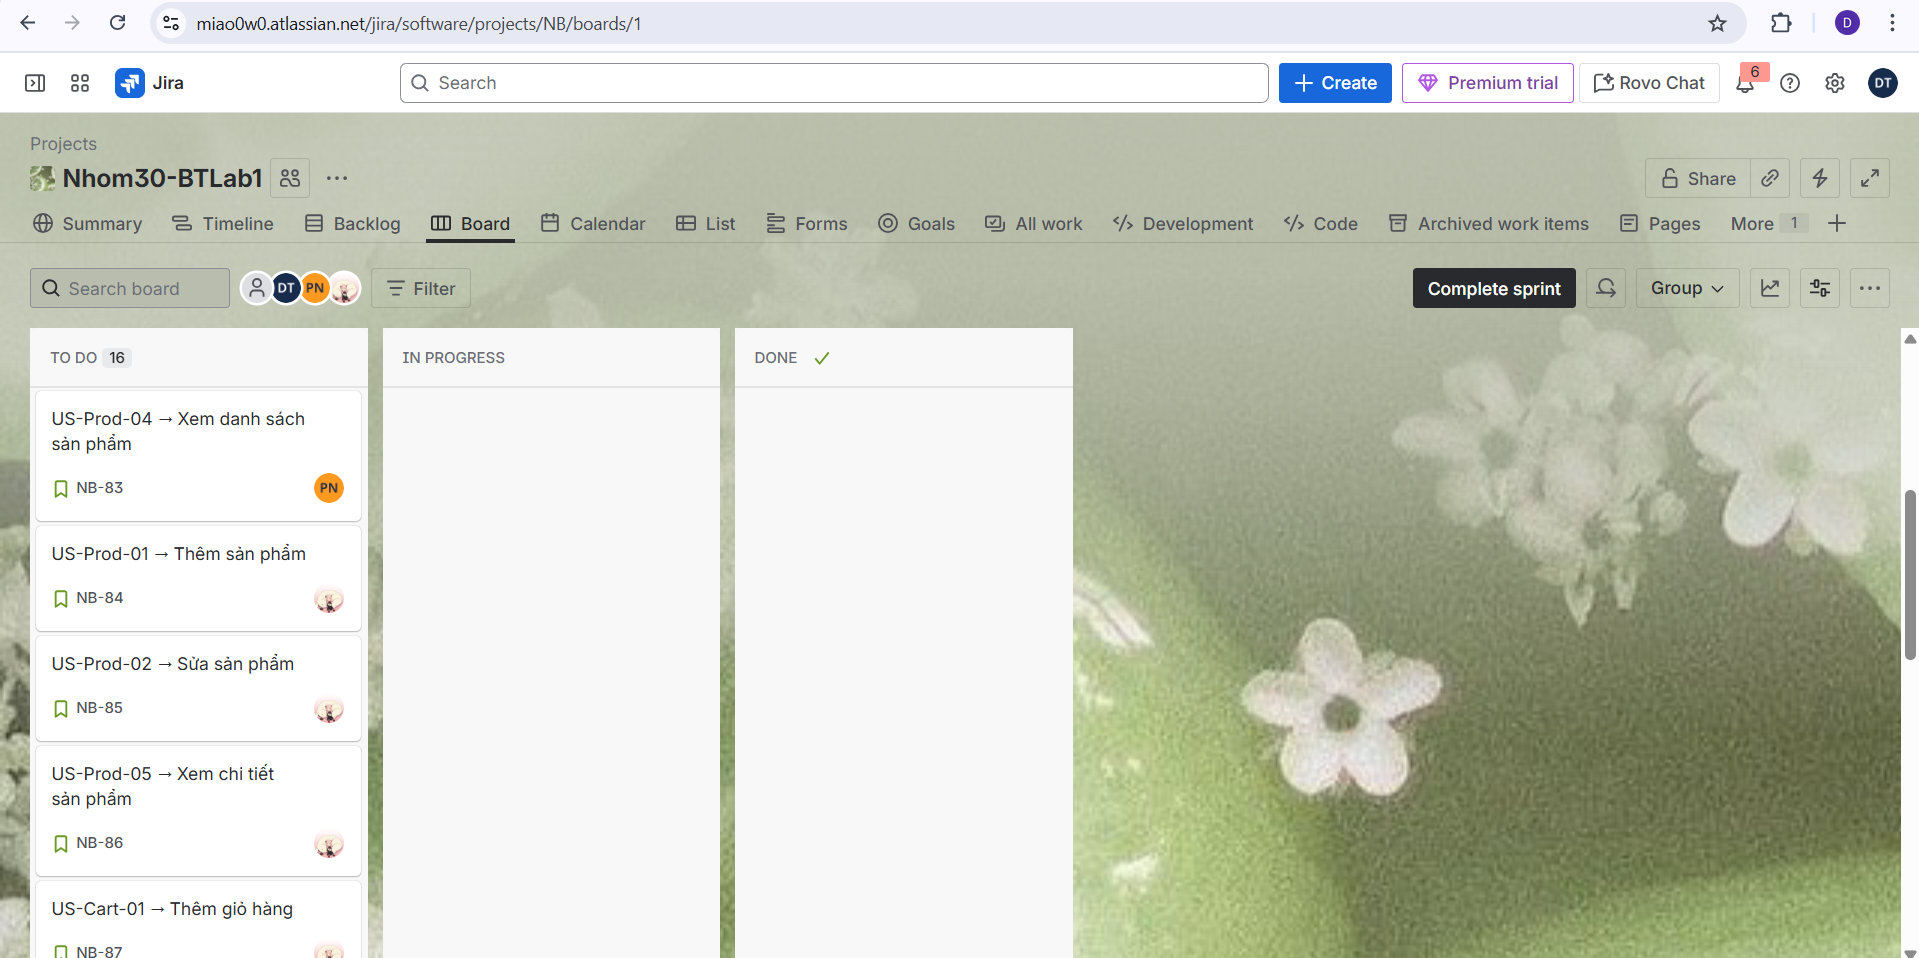 miao0w0.atlassian.net/jira/software/projects/NB/boards/1
D
Jira
Search
Create
Premium trial
Rovo Chat
6
DT
Projects
Nhom30-BTLab1
Share
Summary
Timeline
Backlog
Board
Calendar
List
Forms
Goals
All work
Development
Code
Archived work items
Pages
More 1
Search board
DT
PN
Filter
Complete sprint
Group
TO DO 16
IN PROGRESS
DONE
US-Prod-04 → Xem danh sách
sản phẩm
NB-83
PN
US-Prod-01 → Thêm sản phẩm
NB-84
US-Prod-02 → Sửa sản phẩm
NB-85
US-Prod-05 → Xem chi tiết
sản phẩm
NB-86
US-Cart-01 → Thêm giỏ hàng
NB-87